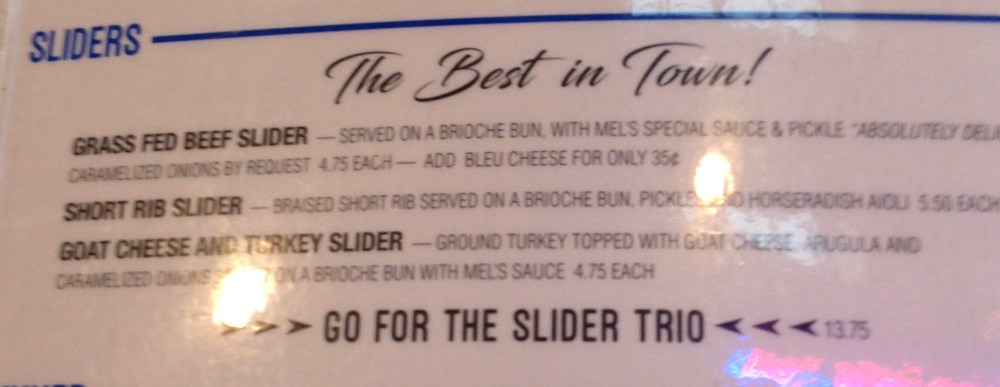 SLIDERS
The Best in Town!
GRASS FED BEEF SLIDER — SERVED ON A BRIOCHE BUN, WITH MEL'S SPECIAL SAUCE & PICKLE "ABSOLUTELY
CARAMELIZED ONIONS BY REQUEST 4.75 EACH — ADD BLEU CHEESE FOR ONLY 35¢
SHORT RIB SLIDER — BRAISED SHORT RIB SERVED ON A BRIOCHE BUN, HORSERADISH AIOLI 5.50 EACH
GOAT CHEESE AND TURKEY SLIDER — GROUND TURKEY TOPPED WITH GOAT CHEESE, ARUGULA AND
CARAMELIZED ONIONS ON A BRIOCHE BUN WITH MEL'S SAUCE 4.75 EACH
➤ ➤ ➤ GO FOR THE SLIDER TRIO ⮜ ⮜ ⮜ 13.75